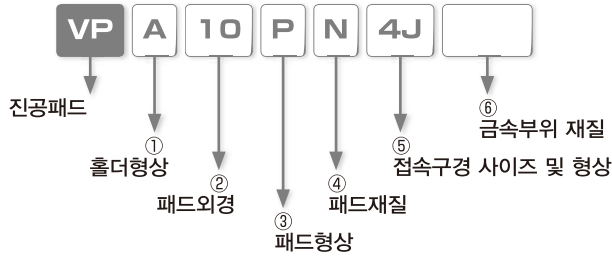 VP A 10 P N 4J
진공패드
①
홀더형상
②
패드외경
③
패드형상
④
패드재질
⑤
접속구경 사이즈 및 형상
⑥
금속부위 재질